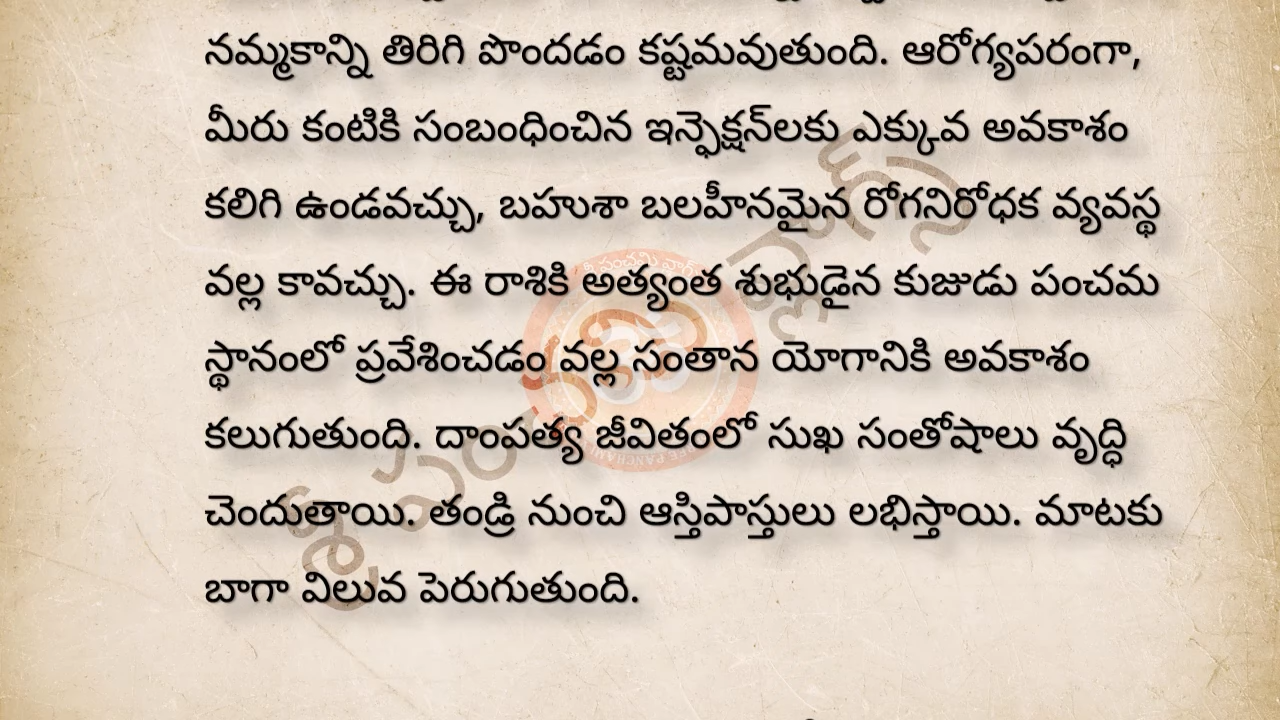 నమ్మకాన్ని తిరిగి పొందడం కష్టమవుతుంది. ఆరోగ్యపరంగా,
మీరు కంటికి సంబంధించిన ఇన్ఫెక్షన్‌లకు ఎక్కువ అవకాశం
కలిగి ఉండవచ్చు, బహుశా బలహీనమైన రోగనిరోధక వ్యవస్థ
వల్ల కావచ్చు. ఈ రాశికి అత్యంత శుభుడైన కుజుడు పంచమ
స్థానంలో ప్రవేశించడం వల్ల సంతాన యోగానికి అవకాశం
కలుగుతుంది. దాంపత్య జీవితంలో సుఖ సంతోషాలు వృద్ధి
చెందుతాయి. తండ్రి నుంచి ఆస్తిపాస్తులు లభిస్తాయి. మాటకు
బాగా విలువ పెరుగుతుంది.
శ్రీ పంచమి వ్లాగ్స్